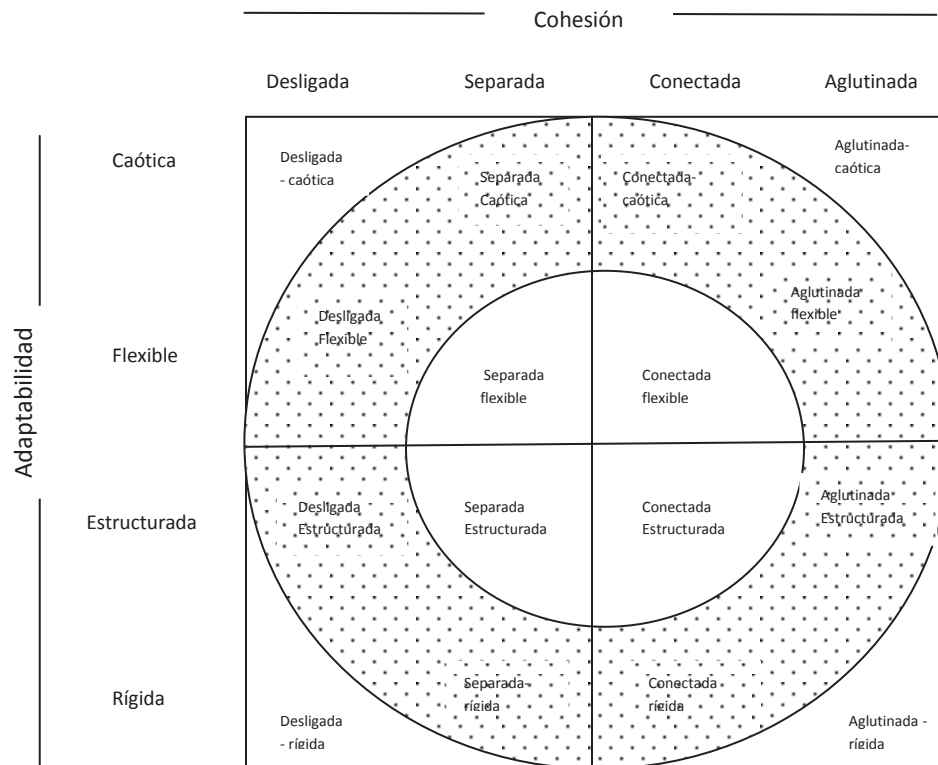 Cohesión
Desligada Separada Conectada Aglutinada
Adaptabilidad
Caótica
Desligada
- caótica
Separada
Caótica
Conectada-
caótica
Aglutinada-
caótica
Flexible
Desligada
Flexible
Separada
flexible
Conectada
flexible
Aglutinada
flexible
Estructurada
Desligada
Estructurada
Separada
Estructurada
Conectada
Estructurada
Aglutinada
Estructurada
Rígida
Desligada
- rígida
Separada-
rígida
Conectada
rígida
Aglutinada -
rígida